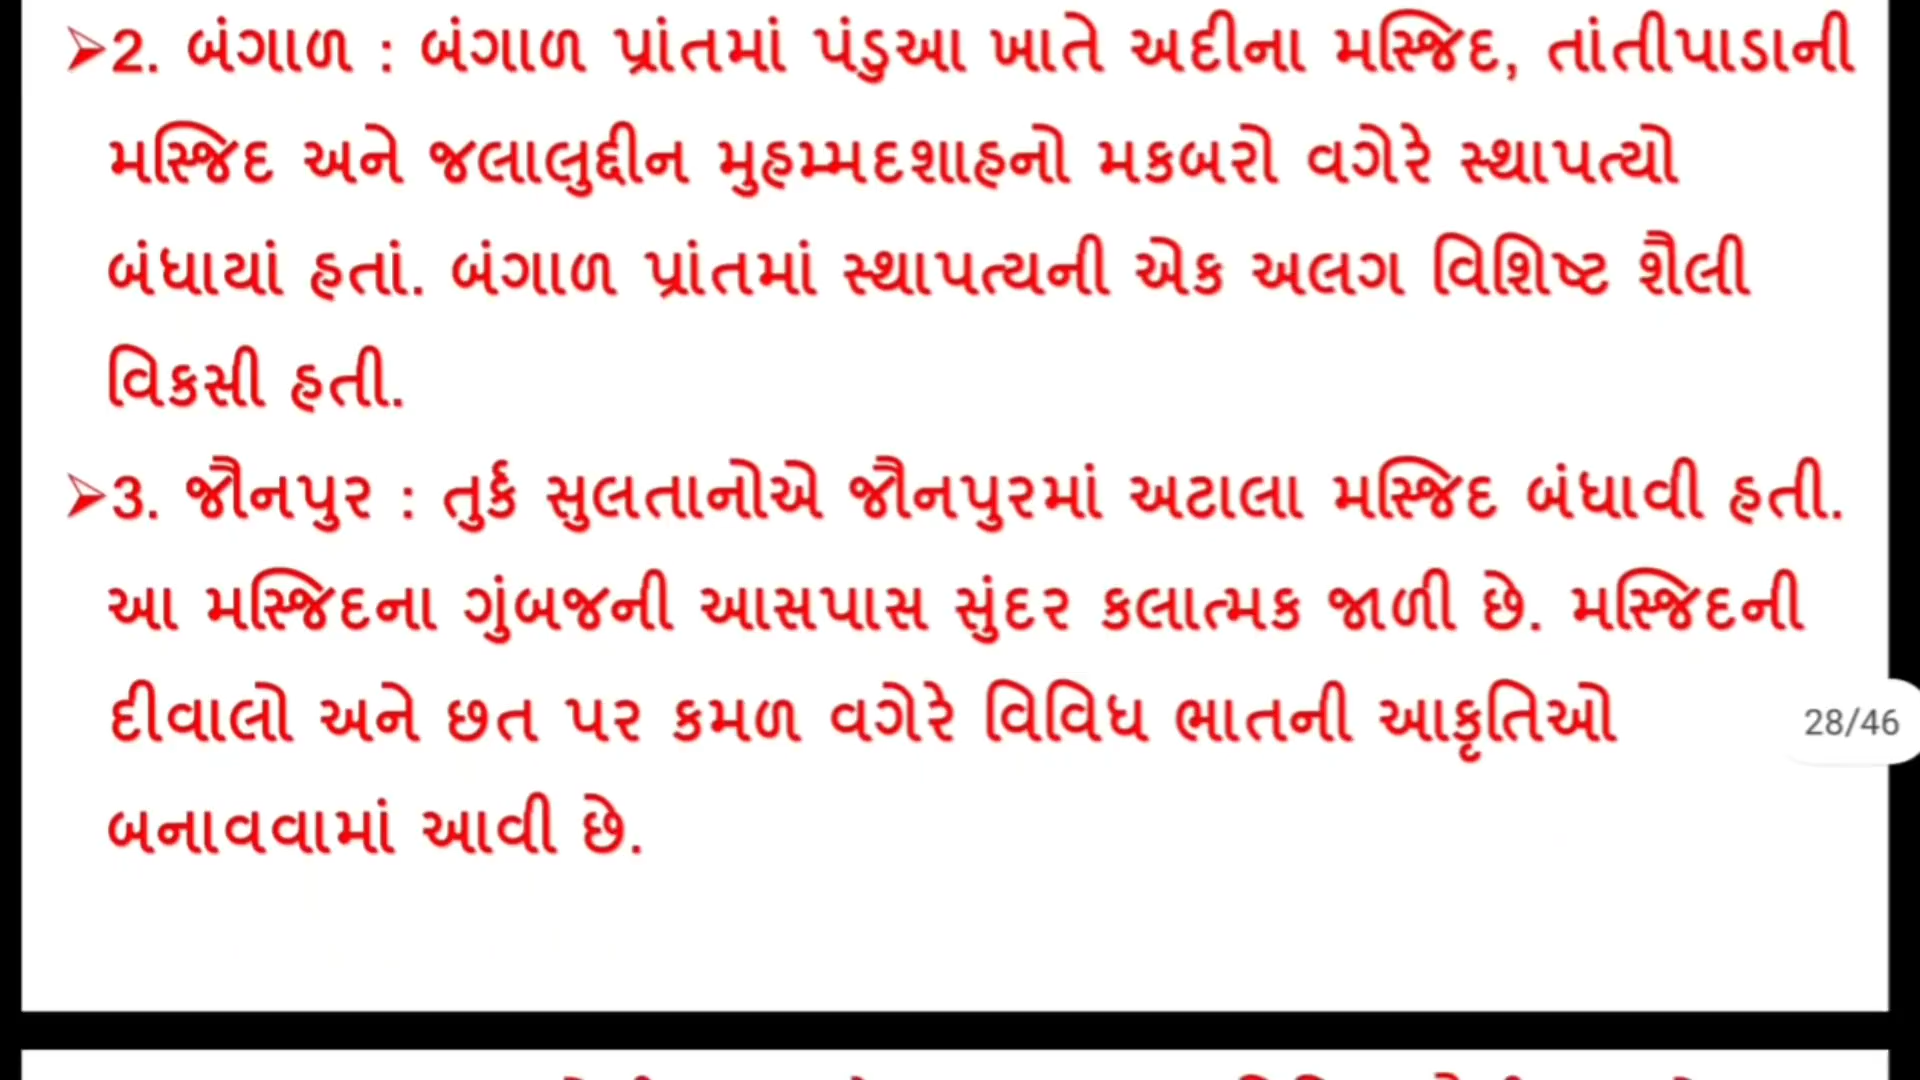 ➢2. બંગાળ : બંગાળ પ્રાંતમાં પંડુઆ ખાતે અદીના મસ્જિદ, તાંતીપાડાની
મસ્જિદ અને જલાલુદ્દીન મુહમ્મદશાહનો મકબરો વગેરે સ્થાપત્યો
બંધાયાં હતાં. બંગાળ પ્રાંતમાં સ્થાપત્યની એક અલગ વિશિષ્ટ શૈલી
વિકસી હતી.
➢3. જૌનપુર : તુર્ક સુલતાનોએ જૌનપુરમાં અટાલા મસ્જિદ બંધાવી હતી.
આ મસ્જિદના ગુંબજની આસપાસ સુંદર કલાત્મક જાળી છે. મસ્જિદની
દીવાલો અને છત પર કમળ વગેરે વિવિધ ભાતની આકૃતિઓ
28/46
બનાવવામાં આવી છે.